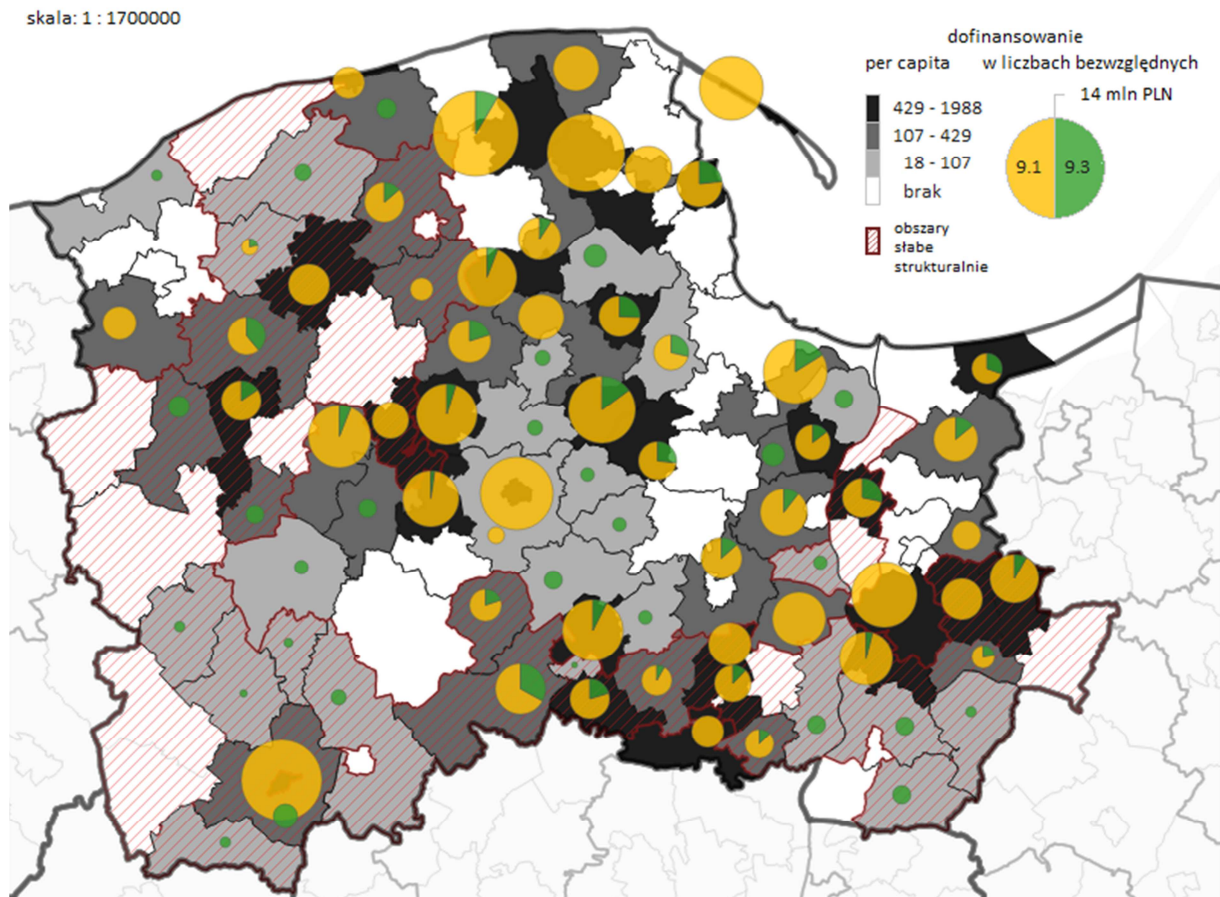 skala: 1 : 1700000
dofinansowanie
per capita w liczbach bezwzględnych
14 mln PLN
429 - 1988
107 - 429
18 - 107
brak
9.1 9.3
obszary
słabe
strukturalnie